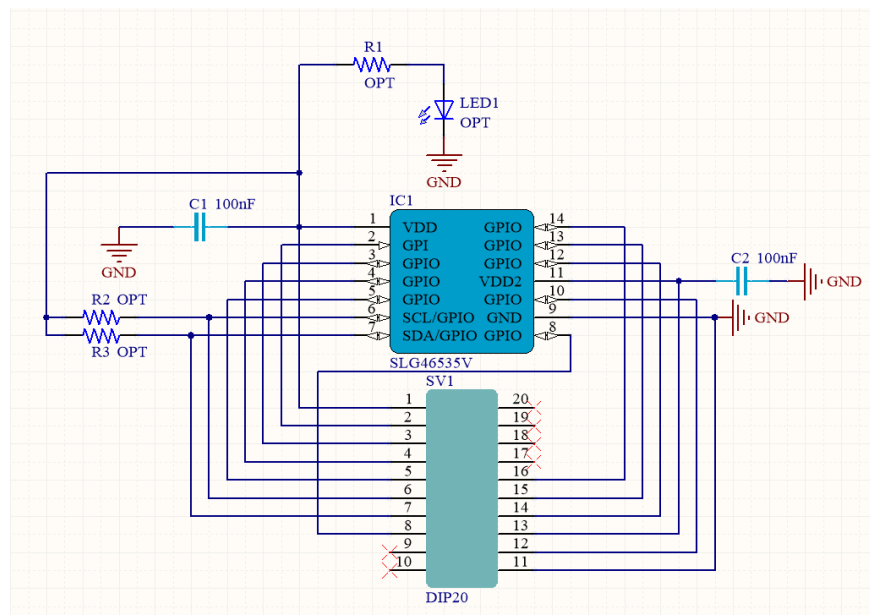 R1
OPT
LED1
OPT
GND
C1 100nF
GND
IC1
1 VDD GPIO 14
2 GPI GPIO 13
3 GPIO GPIO 12
4 GPIO VDD2 11
5 GPIO GPIO 10
6 SCL/GPIO GND 9
7 SDA/GPIO GPIO 8
SLG46535V
C2 100nF
GND
GND
R2 OPT
R3 OPT
SV1
1 20
2 19
3 18
4 17
5 16
6 15
7 14
8 13
9 12
10 11
DIP20